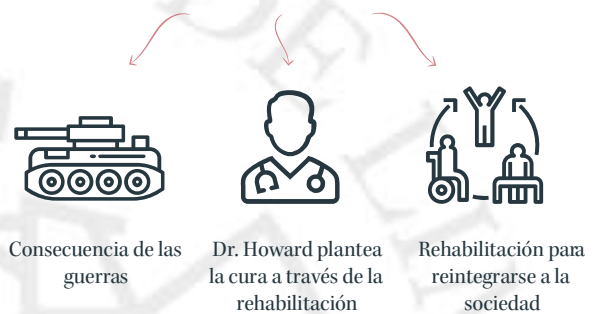 Consecuencia de las
guerras
Dr. Howard plantea
la cura a través de la
rehabilitación
Rehabilitación para
reintegrarse a la
sociedad